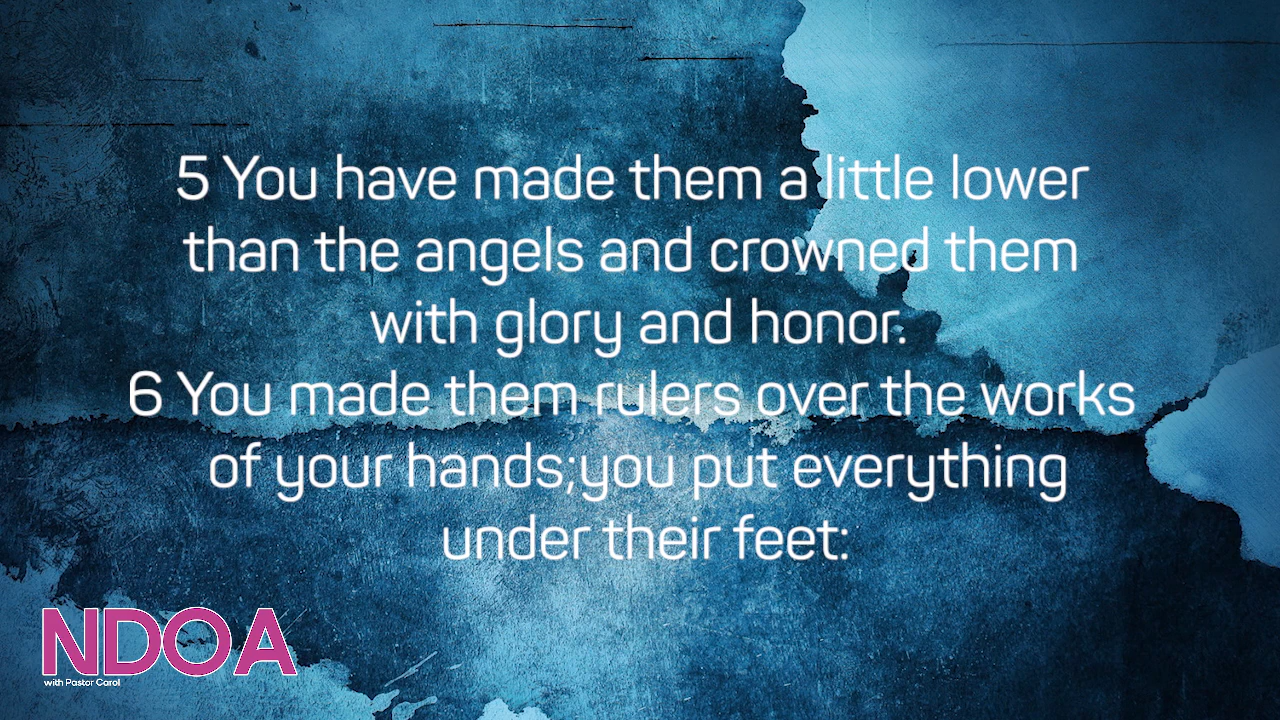 5 You have made them a little lower
than the angels and crowned them
with glory and honor.
6 You made them rulers over the works
of your hands;you put everything
under their feet:
NDOA
with Pastor Carol